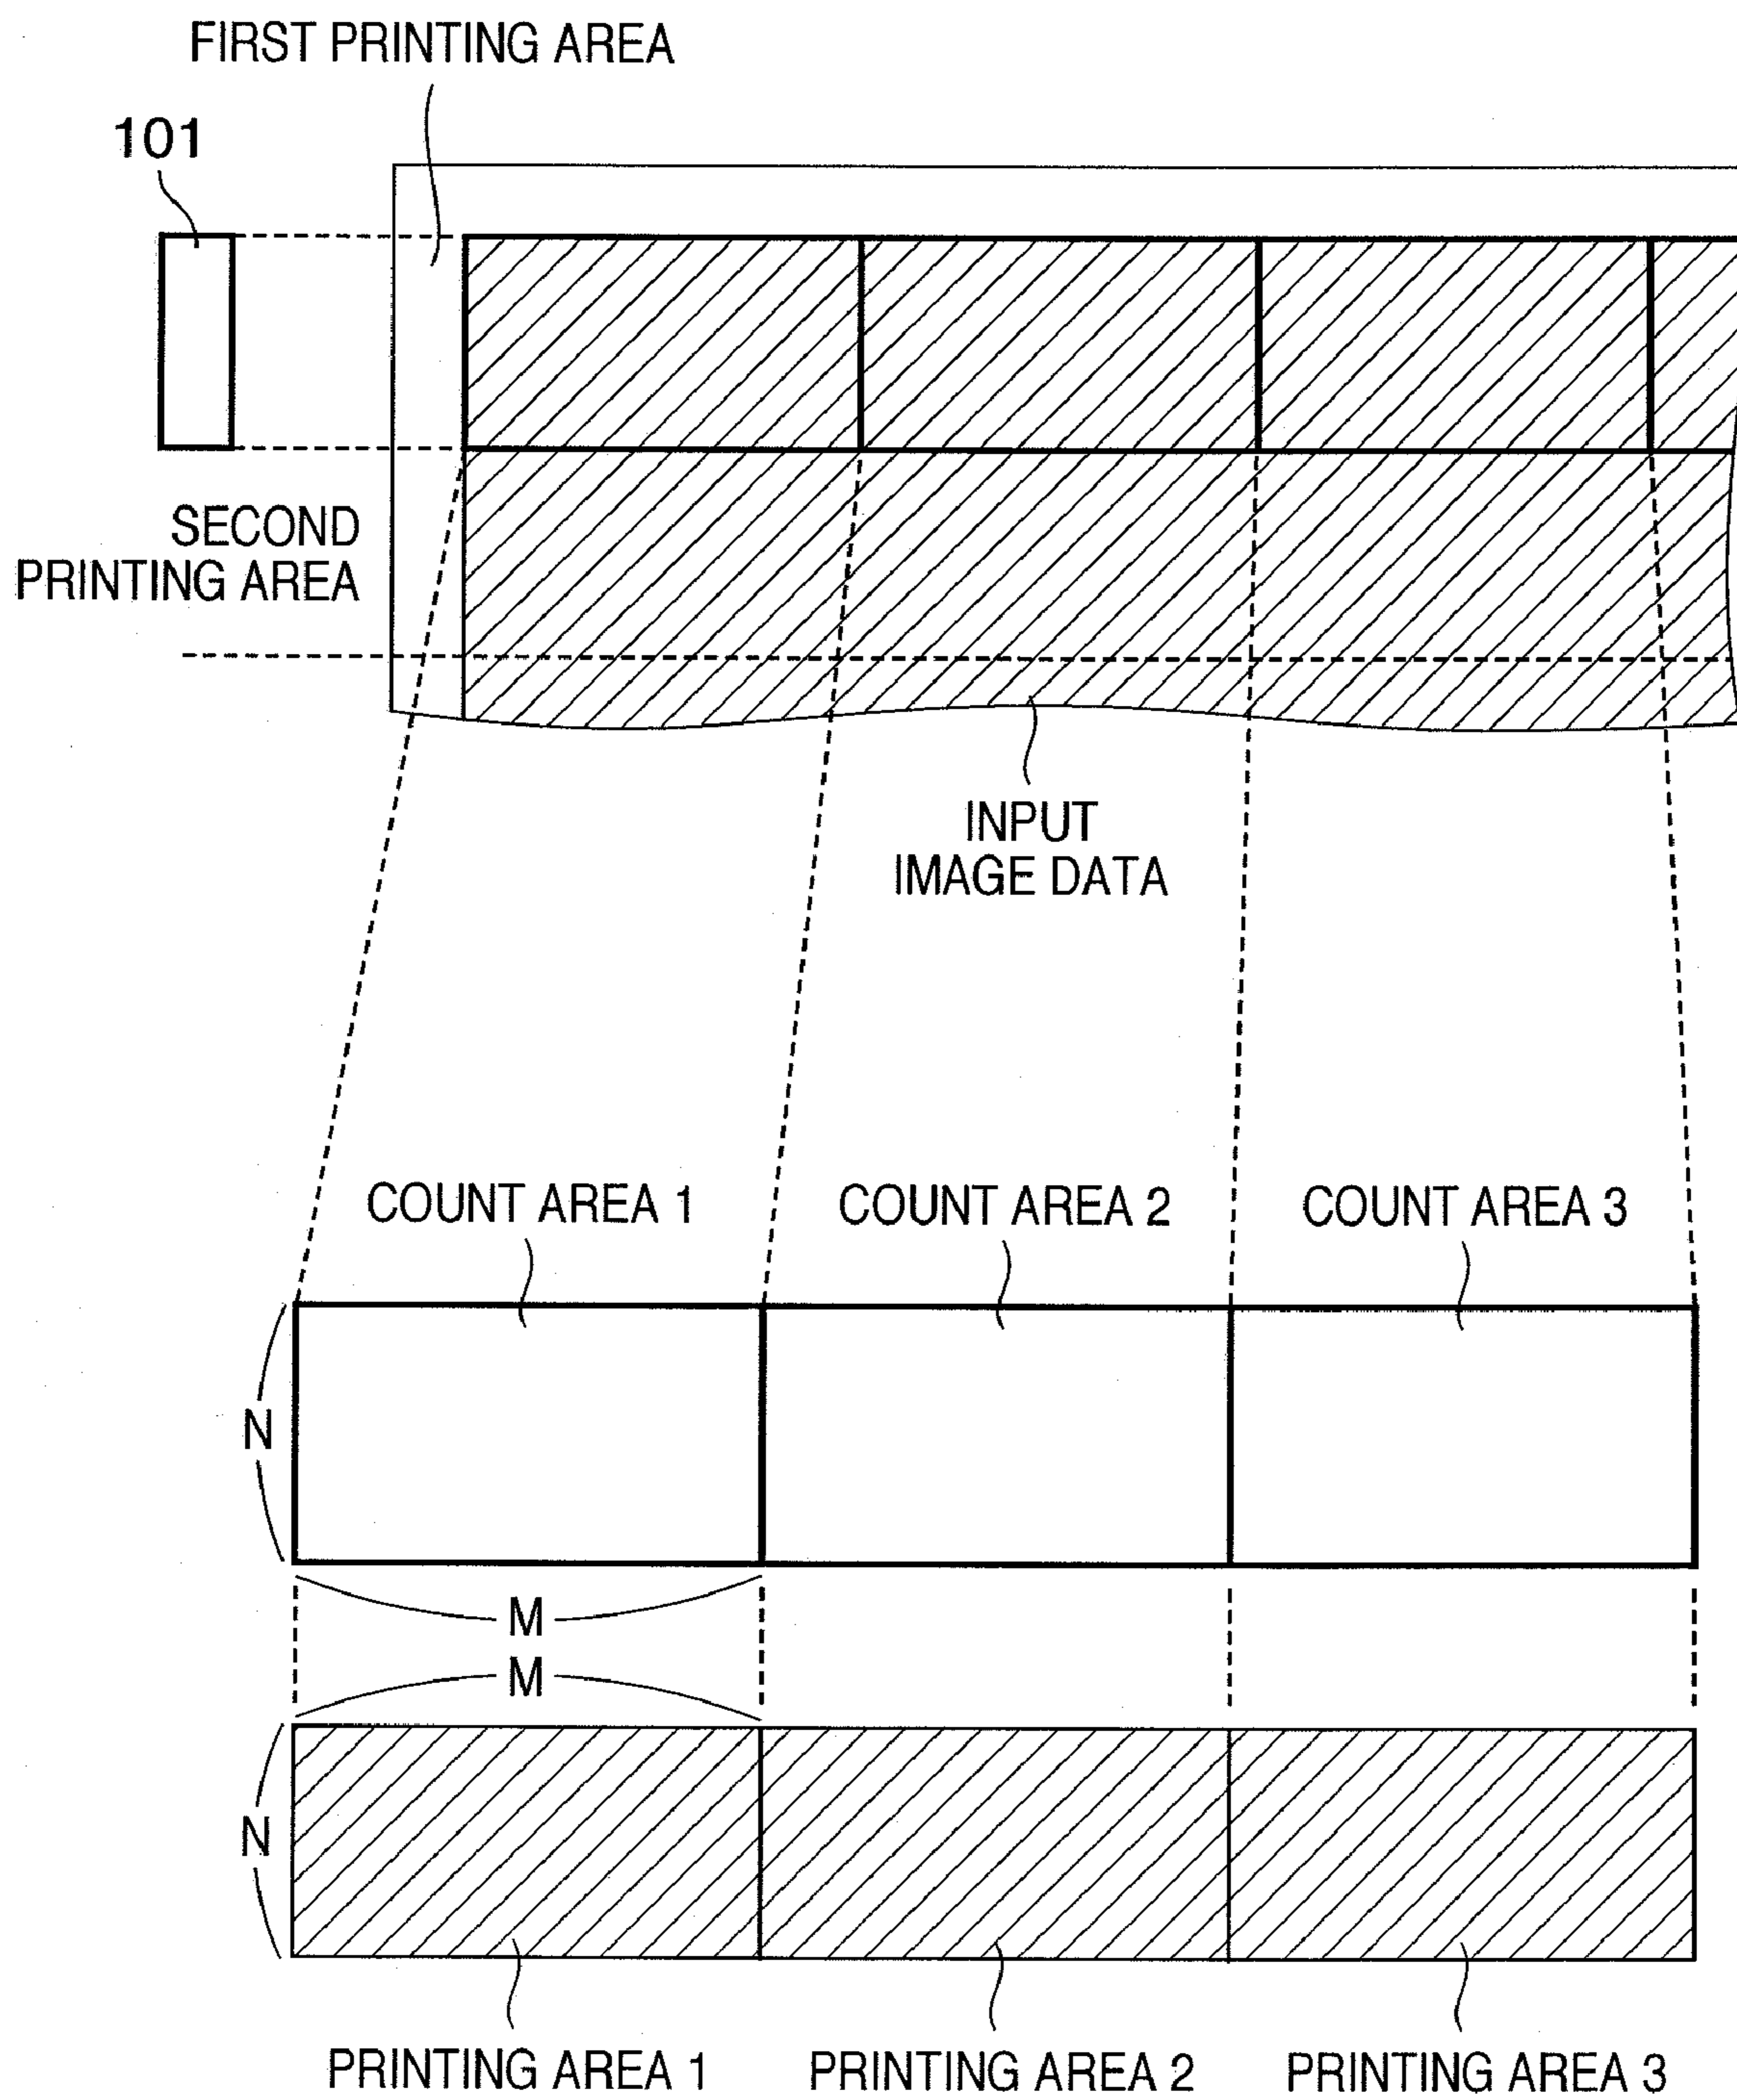 FIRST PRINTING AREA
101
SECOND
PRINTING AREA
INPUT
IMAGE DATA
COUNT AREA 1
COUNT AREA 2
COUNT AREA 3
N
M
M
N
PRINTING AREA 1
PRINTING AREA 2
PRINTING AREA 3